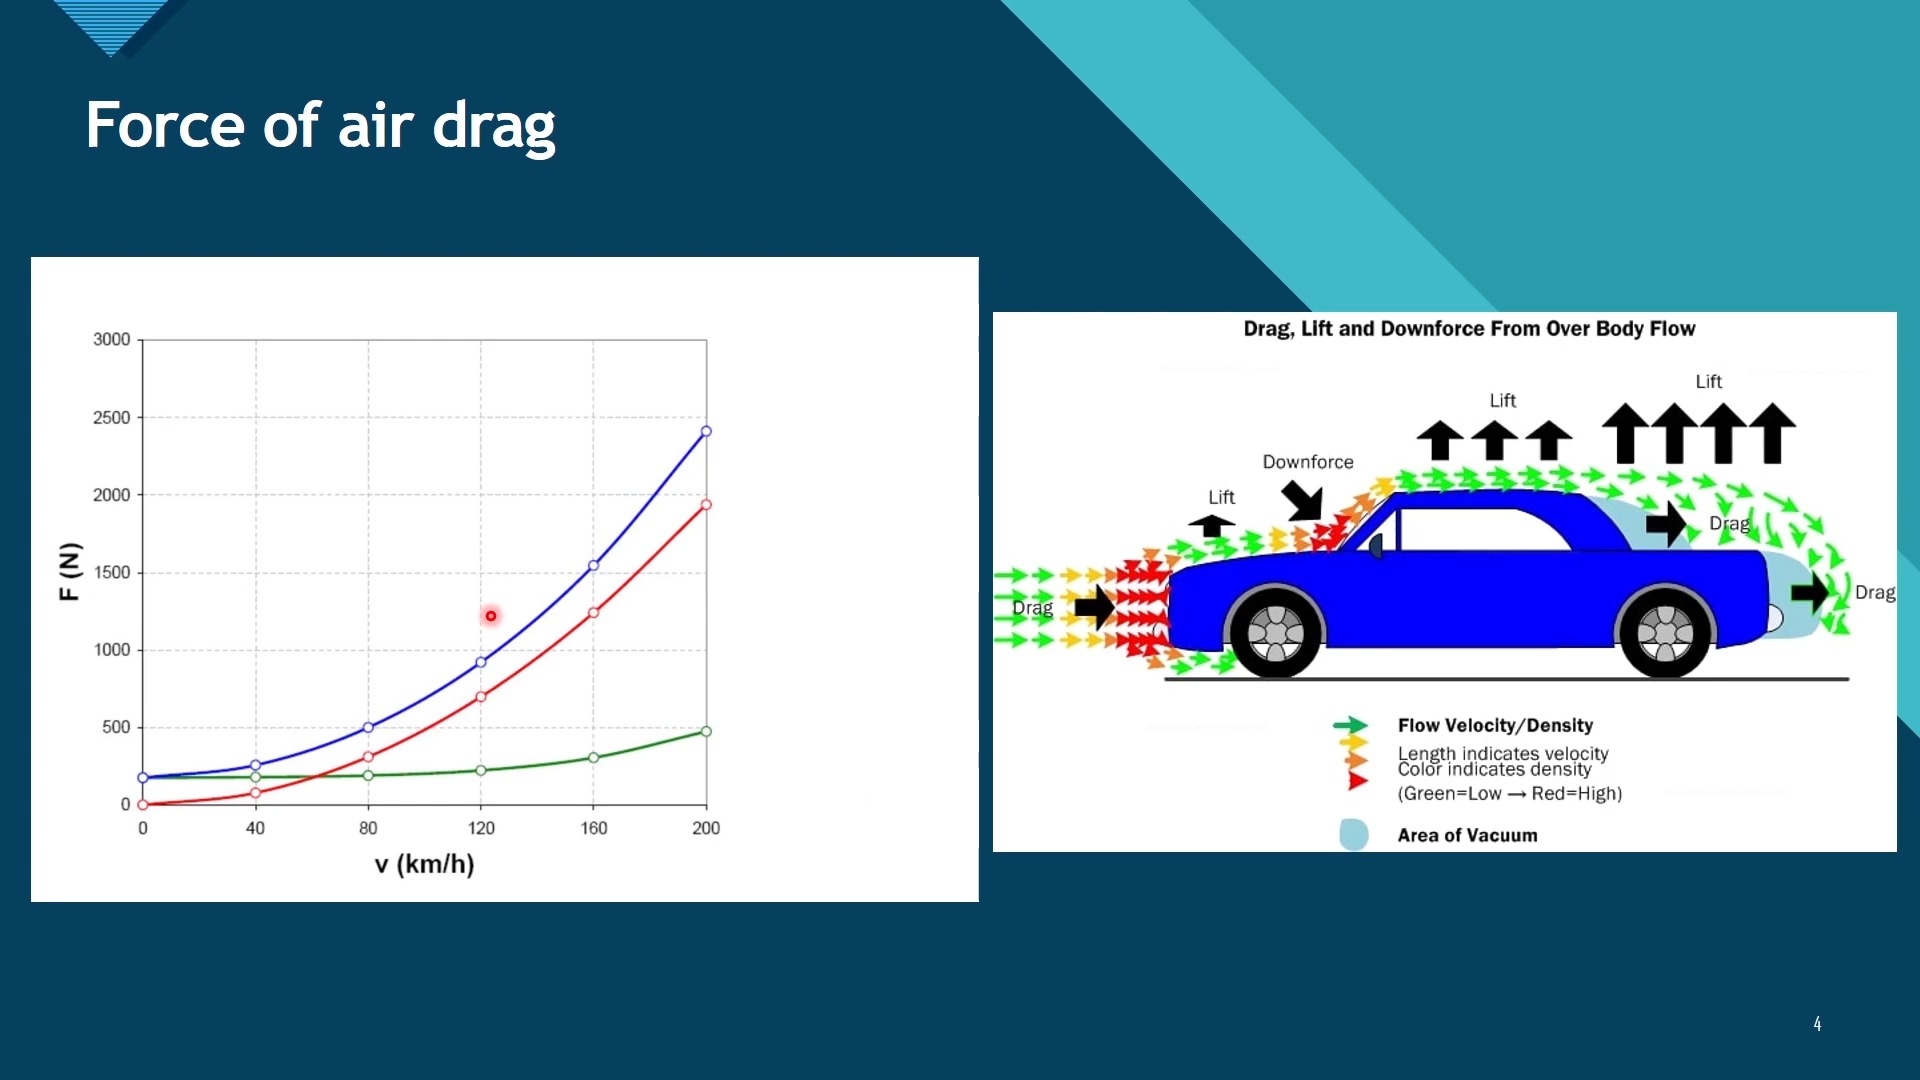 Force of air drag
3000
2500
2000
1500
1000
500
0
F (N)
0 40 80 120 160 200
v (km/h)
Drag, Lift and Downforce From Over Body Flow
Lift
Lift
Downforce
Lift
Drag
Drag
Drag
Flow Velocity/Density
Length indicates velocity
Color indicates density
(Green=Low → Red=High)
Area of Vacuum
4